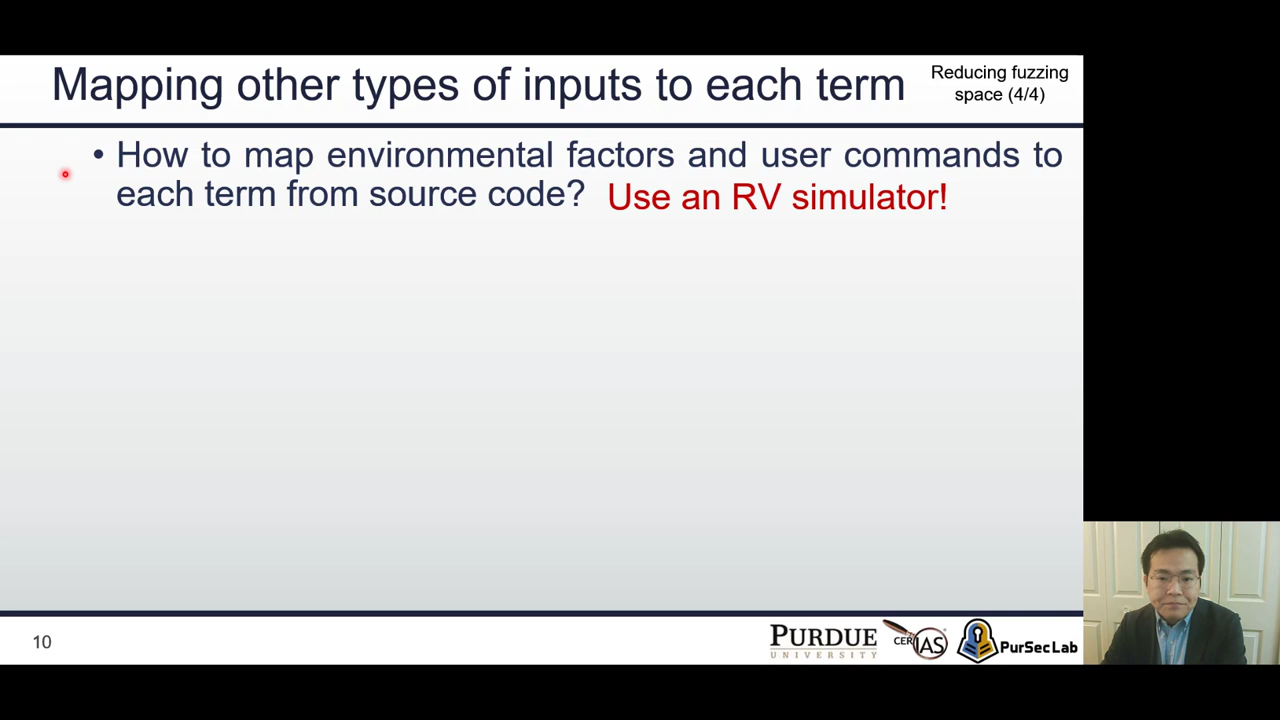 Mapping other types of inputs to each term
Reducing fuzzing
space (4/4)
• How to map environmental factors and user commands to
each term from source code? Use an RV simulator!
10
PURDUE
UNIVERSITY
CERIAS
PurSecLab